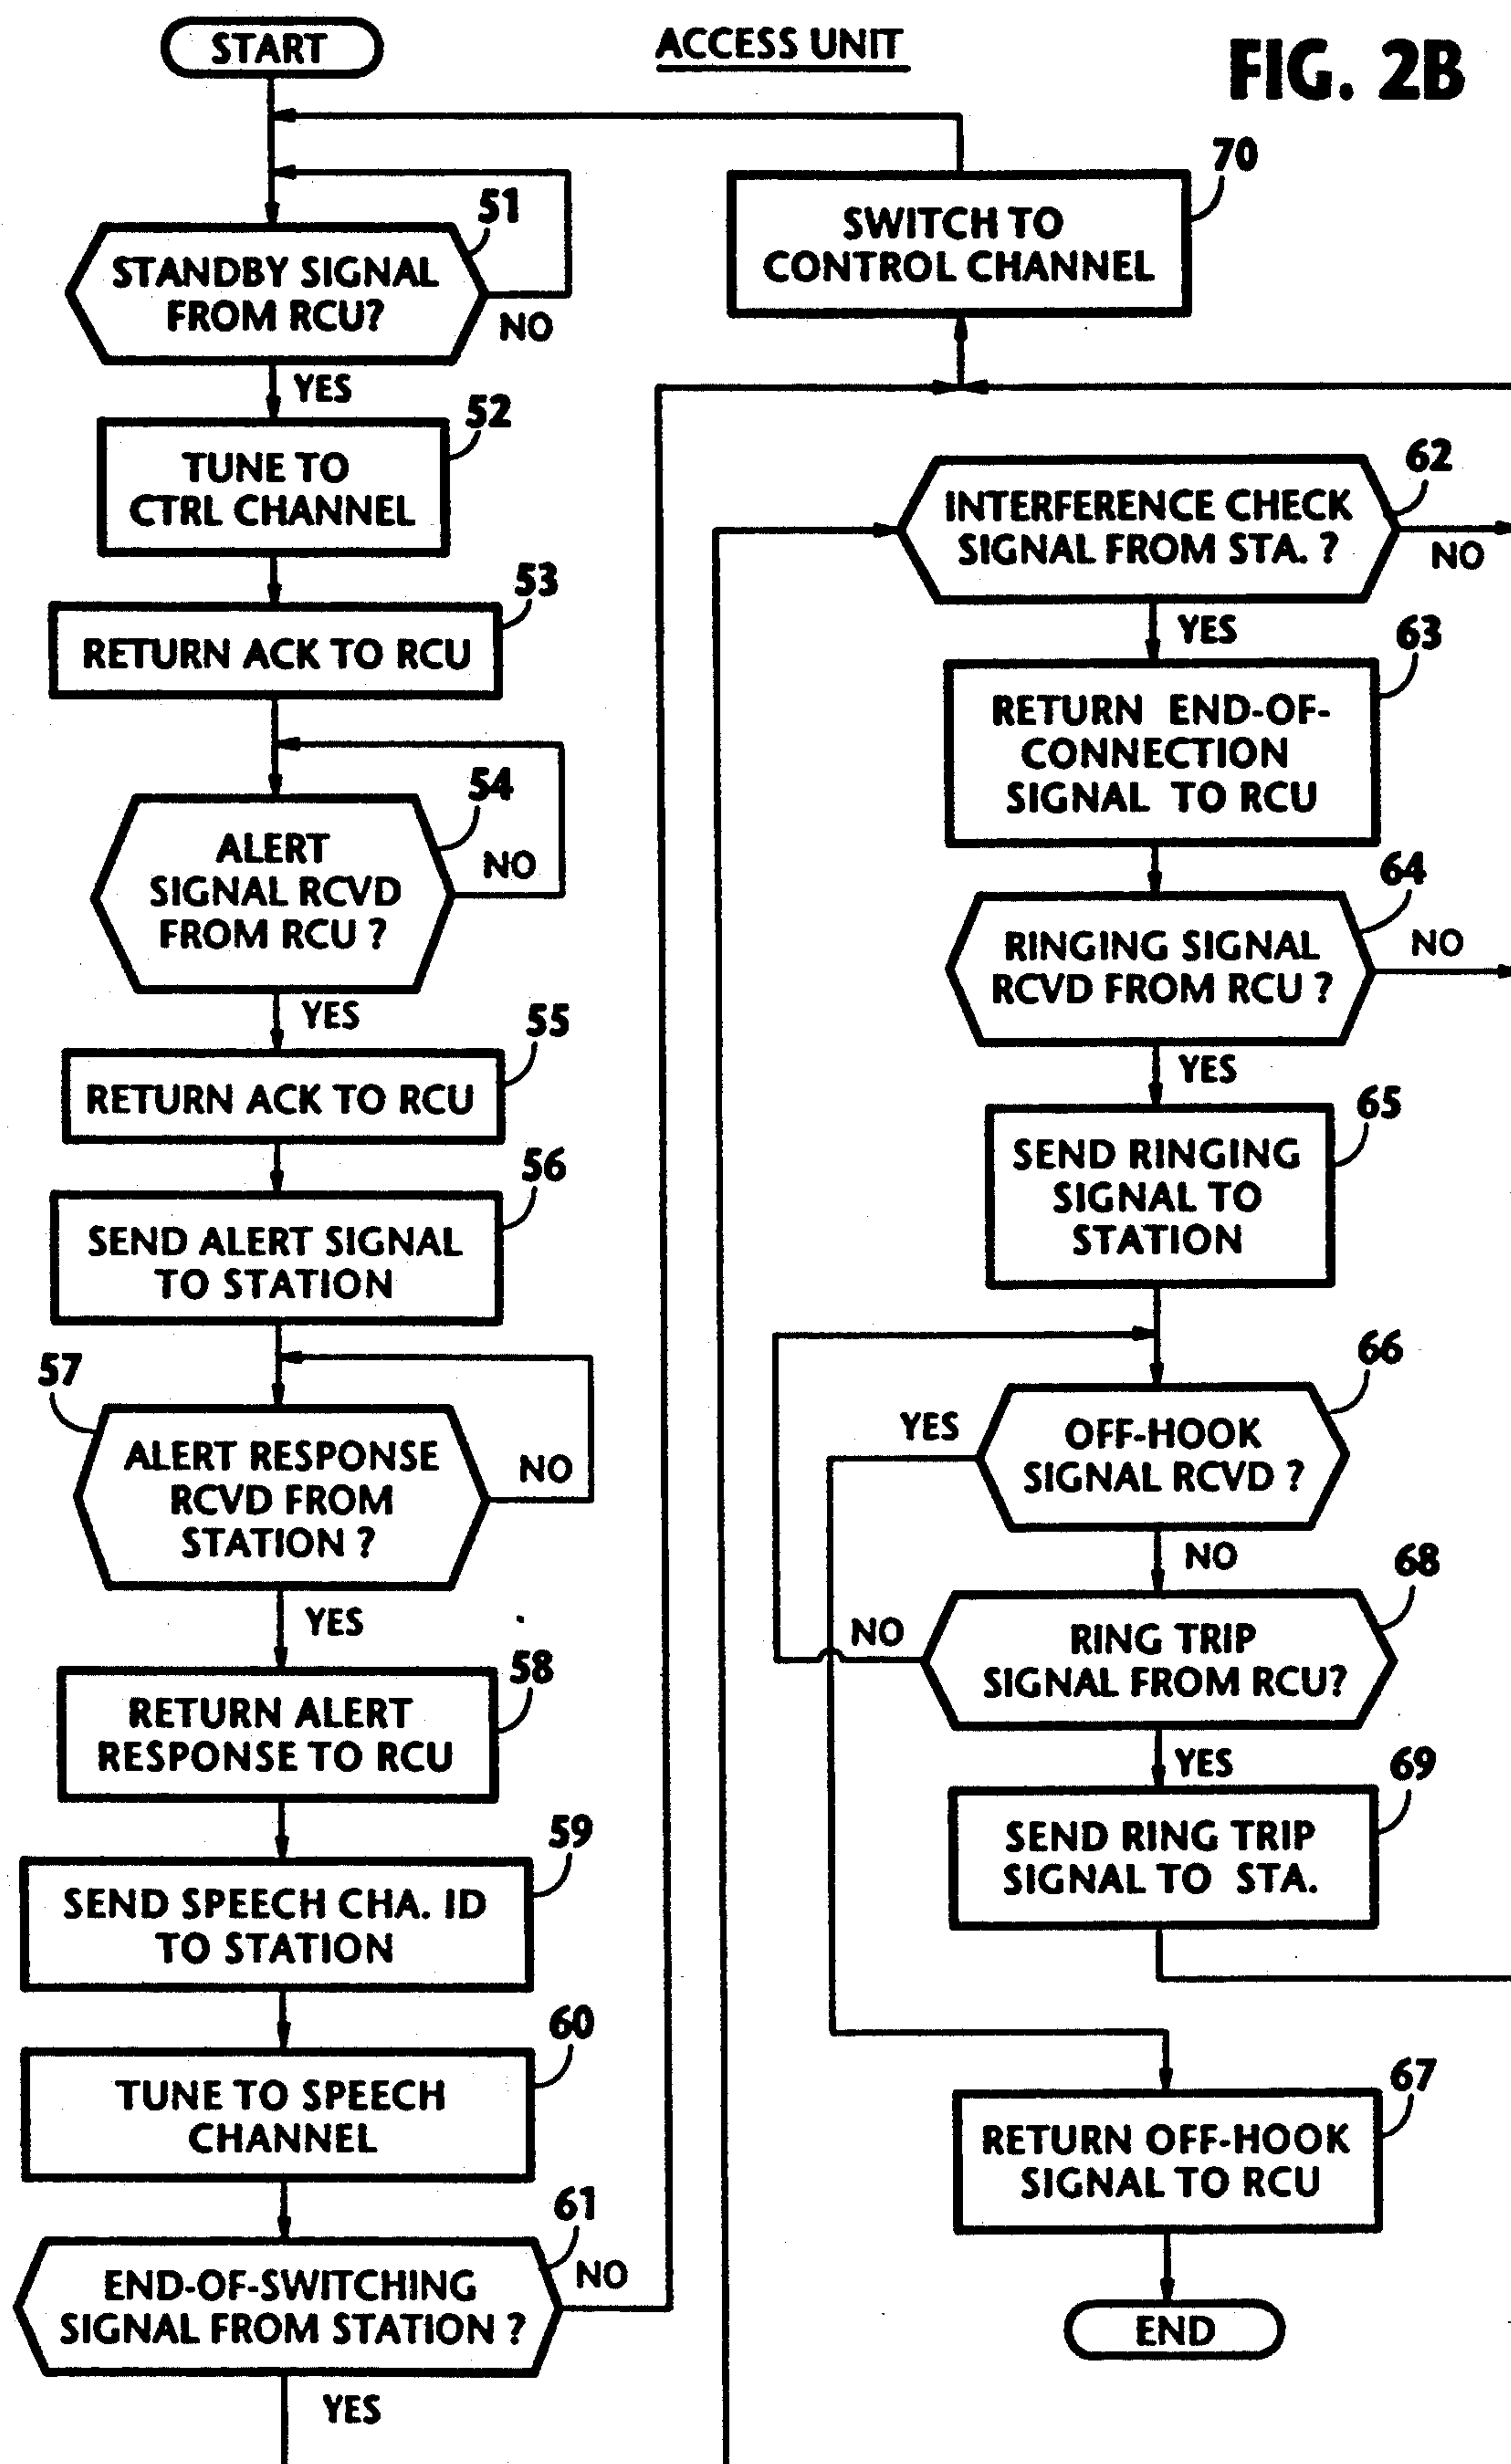 START
ACCESS UNIT
FIG. 2B
51
STANDBY SIGNAL
FROM RCU?
NO
YES
52
TUNE TO
CTRL CHANNEL
53
RETURN ACK TO RCU
54
ALERT
SIGNAL RCVD
FROM RCU ?
NO
YES
55
RETURN ACK TO RCU
56
SEND ALERT SIGNAL
TO STATION
57
ALERT RESPONSE
RCVD FROM
STATION ?
NO
YES
58
RETURN ALERT
RESPONSE TO RCU
59
SEND SPEECH CHA. ID
TO STATION
60
TUNE TO SPEECH
CHANNEL
61
END-OF-SWITCHING
SIGNAL FROM STATION ?
NO
YES
70
SWITCH TO
CONTROL CHANNEL
62
INTERFERENCE CHECK
SIGNAL FROM STA. ?
NO
YES
63
RETURN END-OF-
CONNECTION
SIGNAL TO RCU
64
RINGING SIGNAL
RCVD FROM RCU ?
NO
YES
65
SEND RINGING
SIGNAL TO
STATION
66
OFF-HOOK
SIGNAL RCVD ?
YES
NO
68
RING TRIP
SIGNAL FROM RCU?
NO
YES
69
SEND RING TRIP
SIGNAL TO STA.
67
RETURN OFF-HOOK
SIGNAL TO RCU
END